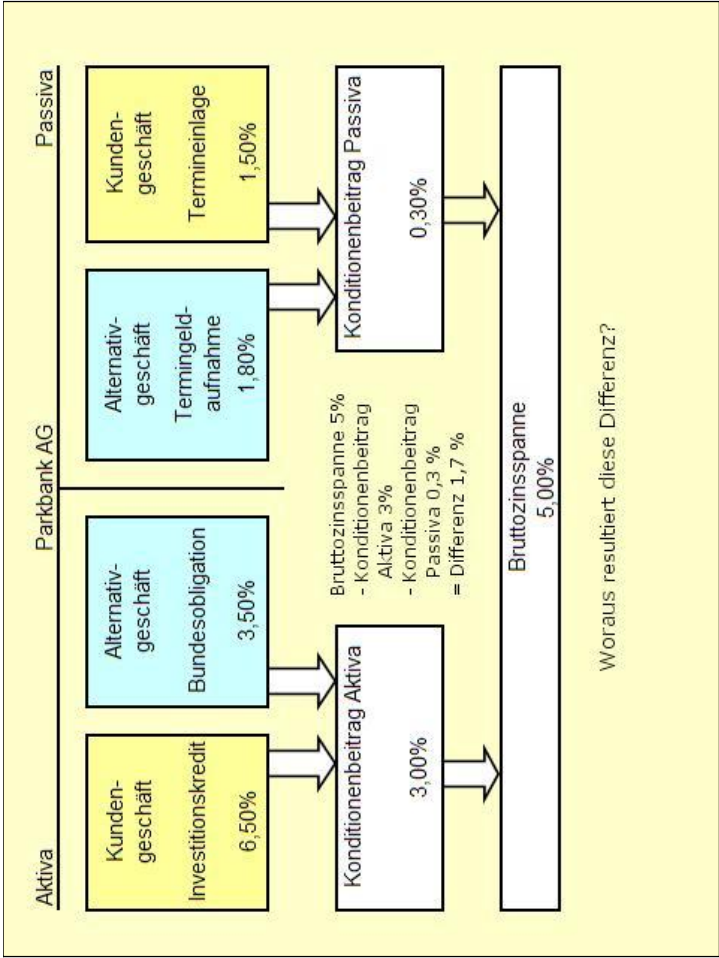 Aktiva
Parkbank AG
Passiva
Kunden-
geschäft
Investitionskredit
6,50%
Alternativ-
geschäft
Bundesobligation
3,50%
Alternativ-
geschäft
Termingeld-
aufnahme
1,80%
Kunden-
geschäft
Termineinlage
1,50%
Konditionenbeitrag Aktiva
3,00%
Bruttozinsspanne 5%
- Konditionenbeitrag
Aktiva 3%
- Konditionenbeitrag
Passiva 0,3 %
= Differenz 1,7 %
Konditionenbeitrag Passiva
0,30%
Bruttozinsspanne
5,00%
Woraus resultiert diese Differenz?